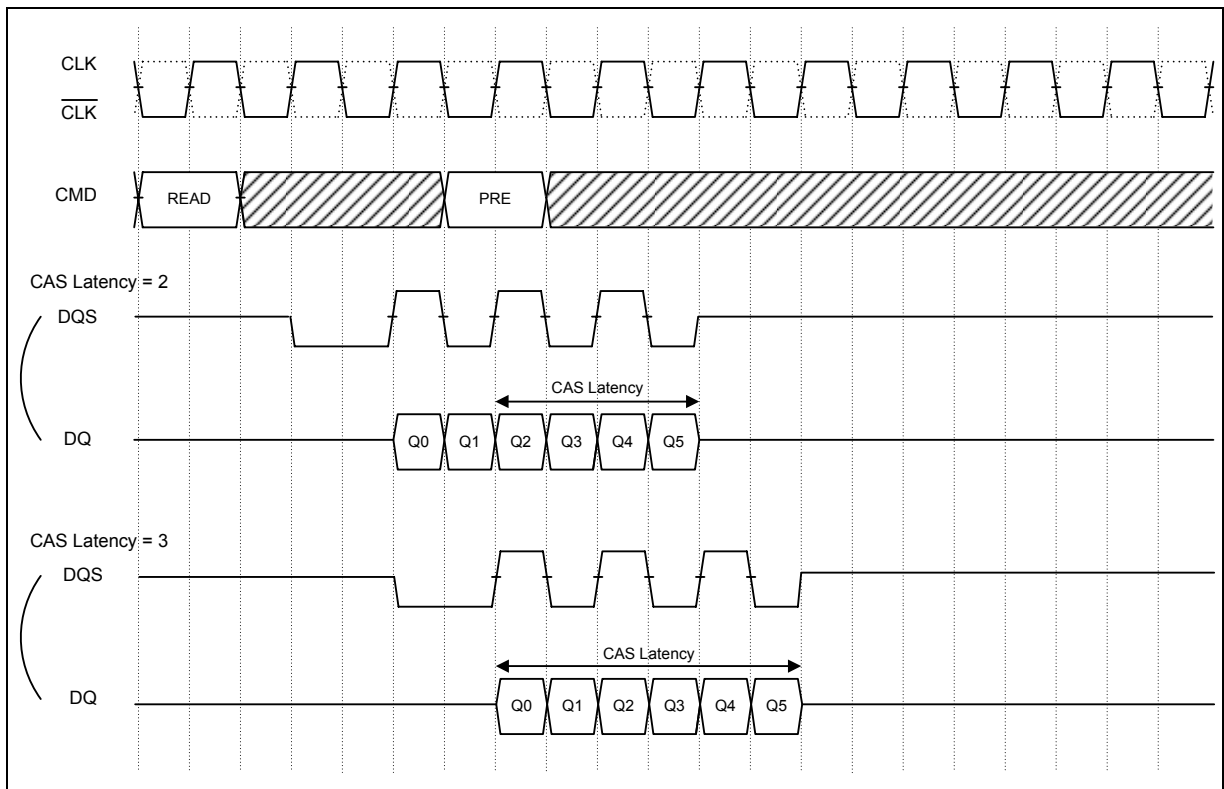 CLK
CLK
CMD
READ
PRE
CAS Latency = 2
DQS
CAS Latency
DQ
Q0 Q1 Q2 Q3 Q4 Q5
CAS Latency = 3
DQS
CAS Latency
DQ
Q0 Q1 Q2 Q3 Q4 Q5